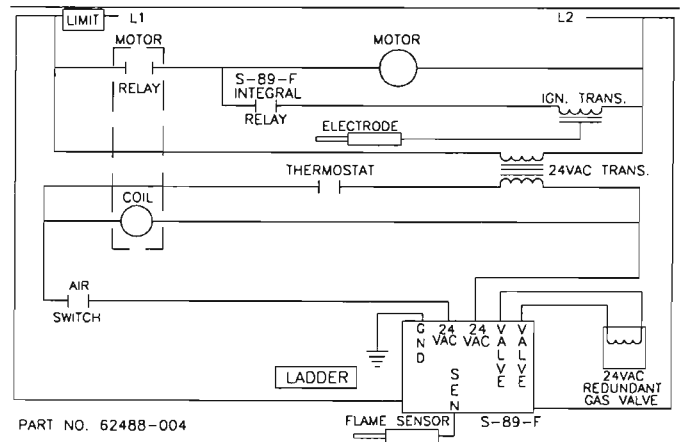 LIMIT
L1
L2
MOTOR
RELAY
MOTOR
S-89-F
INTEGRAL
RELAY
IGN. TRANS.
ELECTRODE
24VAC TRANS.
THERMOSTAT
COIL
AIR
SWITCH
GND
24 VAC
24 VAC
VALVE
VALVE
SEN
24VAC
REDUNDANT
GAS VALVE
LADDER
S-89-F
FLAME SENSOR
PART NO. 62488-004